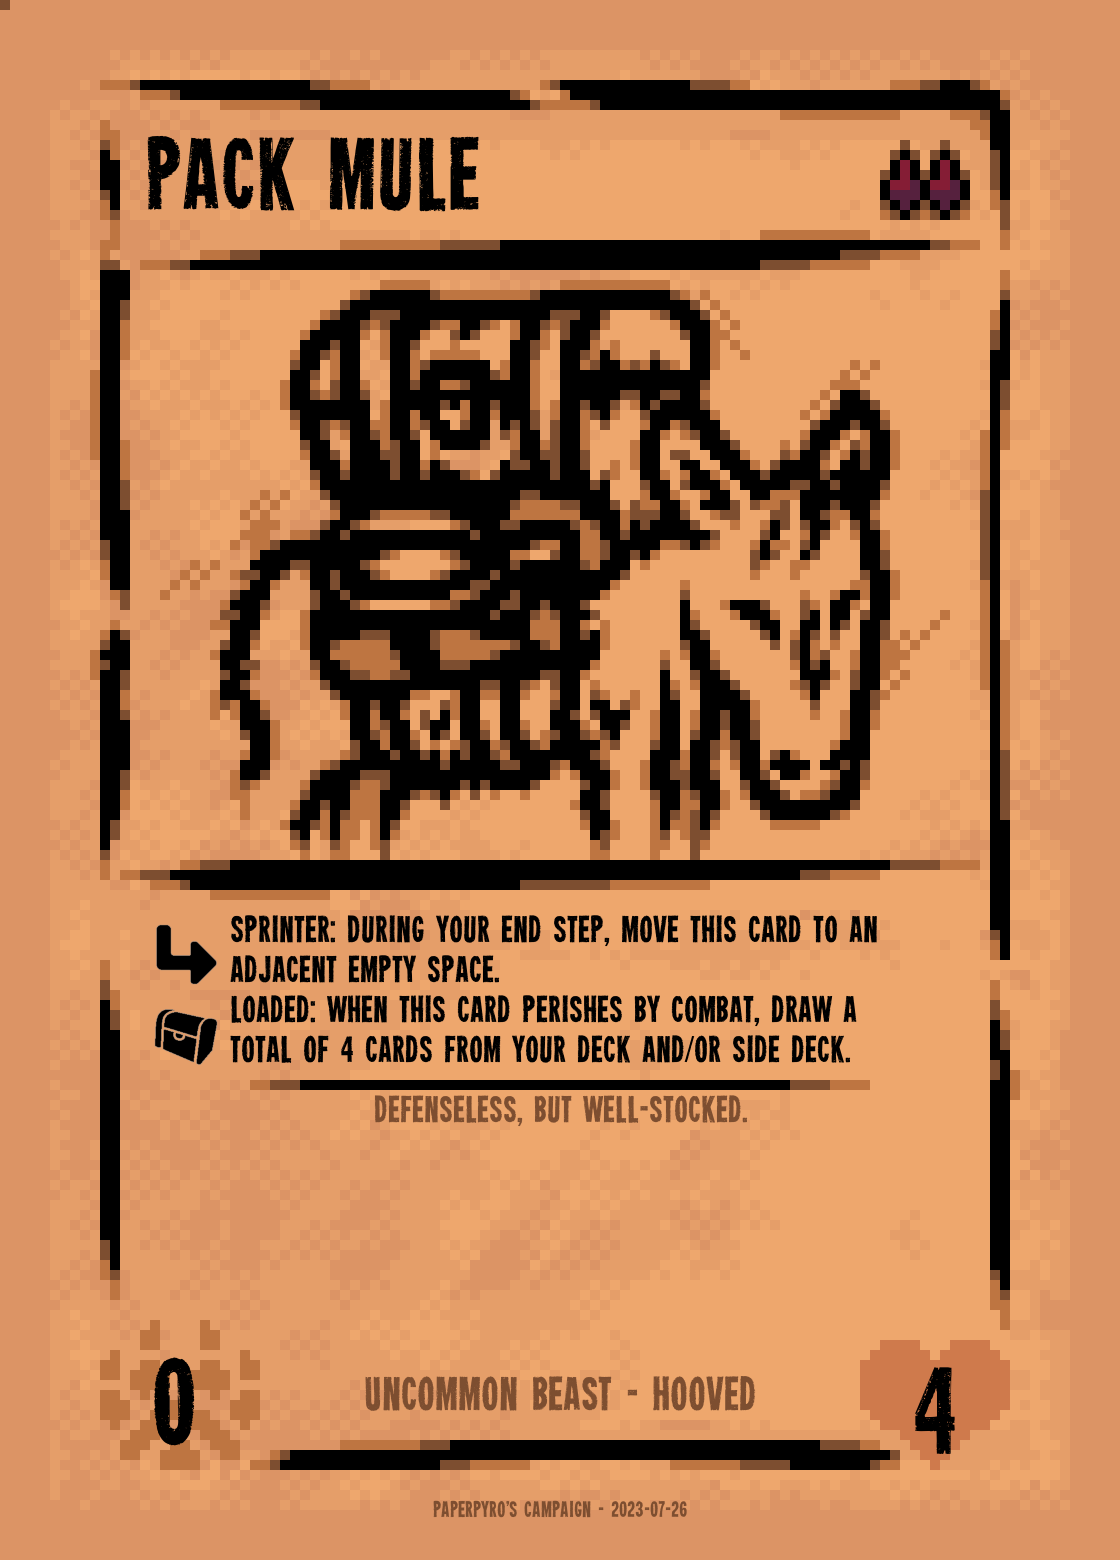 PACK MULE
SPRINTER: DURING YOUR END STEP, MOVE THIS CARD TO AN
ADJACENT EMPTY SPACE.
LOADED: WHEN THIS CARD PERISHES BY COMBAT, DRAW A
TOTAL OF 4 CARDS FROM YOUR DECK AND/OR SIDE DECK.
DEFENSELESS, BUT WELL-STOCKED.
0
UNCOMMON BEAST - HOOVED
4
PAPERPYRO'S CAMPAIGN - 2023-07-26